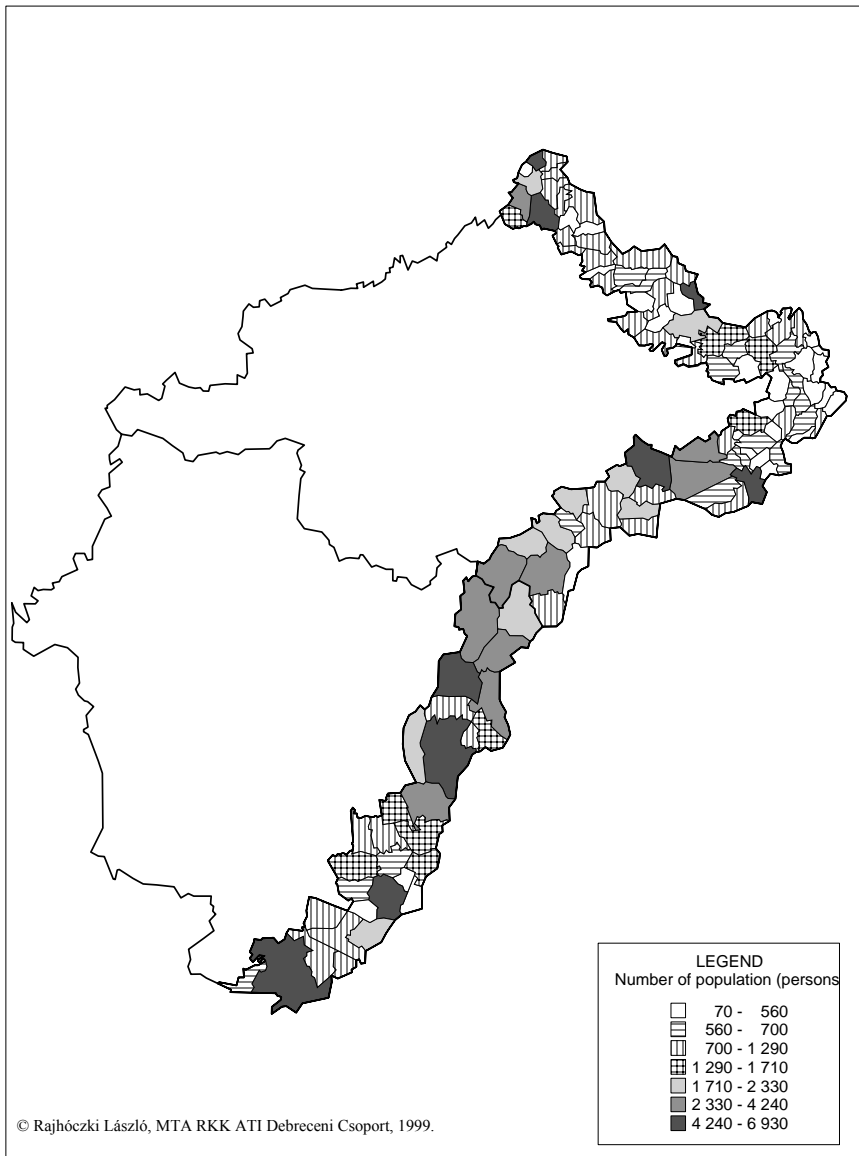 LEGEND
Number of population (persons
70 - 560
560 - 700
700 - 1 290
1 290 - 1 710
1 710 - 2 330
2 330 - 4 240
4 240 - 6 930
© Rajhóczki László, MTA RKK ATI Debreceni Csoport, 1999.